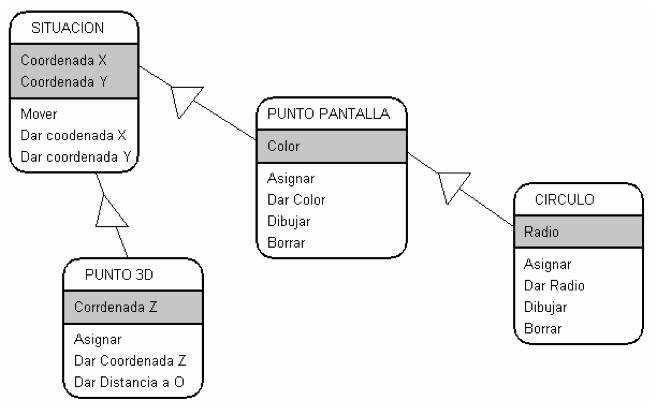 SITUACION
Coordenada X
Coordenada Y
Mover
Dar coodenada X
Dar coordenada Y
PUNTO PANTALLA
Color
Asignar
Dar Color
Dibujar
Borrar
CIRCULO
Radio
Asignar
Dar Radio
Dibujar
Borrar
PUNTO 3D
Corrdenada Z
Asignar
Dar Coordenada Z
Dar Distancia a O